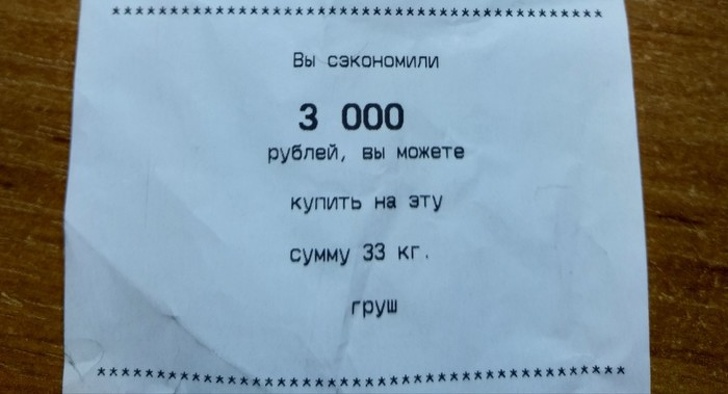 ****************************************
Вы сэкономили
3 000
рублей, вы можете
купить на эту
сумму 33 кг.
груш
****************************************